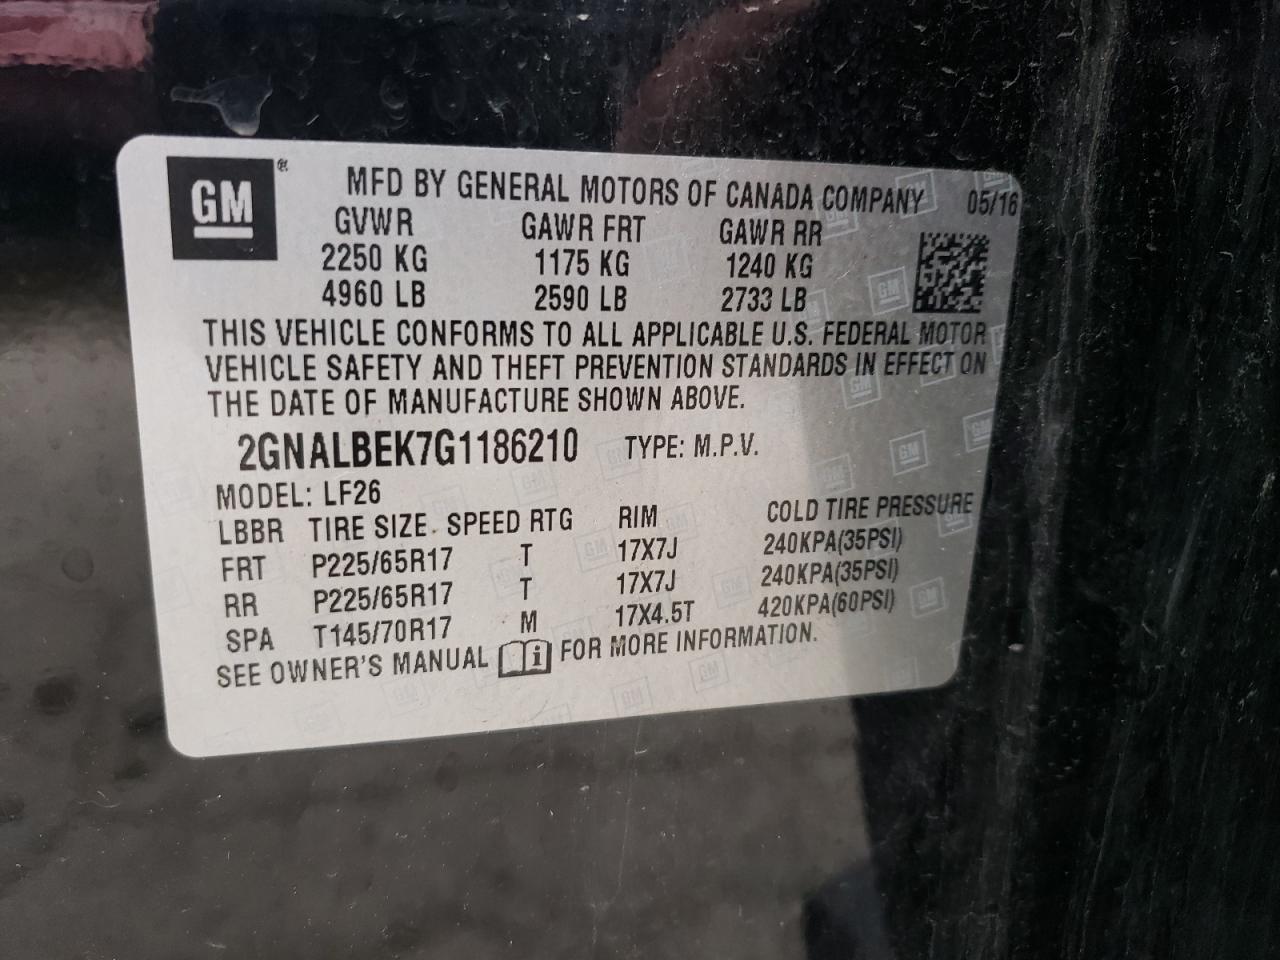 GM ® MFD BY GENERAL MOTORS OF CANADA COMPANY 05/16
GVWR GAWR FRT GAWR RR
2250 KG 1175 KG 1240 KG
4960 LB 2590 LB 2733 LB
THIS VEHICLE CONFORMS TO ALL APPLICABLE U.S. FEDERAL MOTOR
VEHICLE SAFETY AND THEFT PREVENTION STANDARDS IN EFFECT ON
THE DATE OF MANUFACTURE SHOWN ABOVE.
2GNALBEK7G1186210 TYPE: M.P.V.
MODEL: LF26
LBBR TIRE SIZE SPEED RTG RIM COLD TIRE PRESSURE
FRT P225/65R17 T 17X7J 240KPA(35PSI)
RR P225/65R17 T 17X7J 240KPA(35PSI)
SPA T145/70R17 M 17X4.5T 420KPA(60PSI)
SEE OWNER'S MANUAL i FOR MORE INFORMATION.